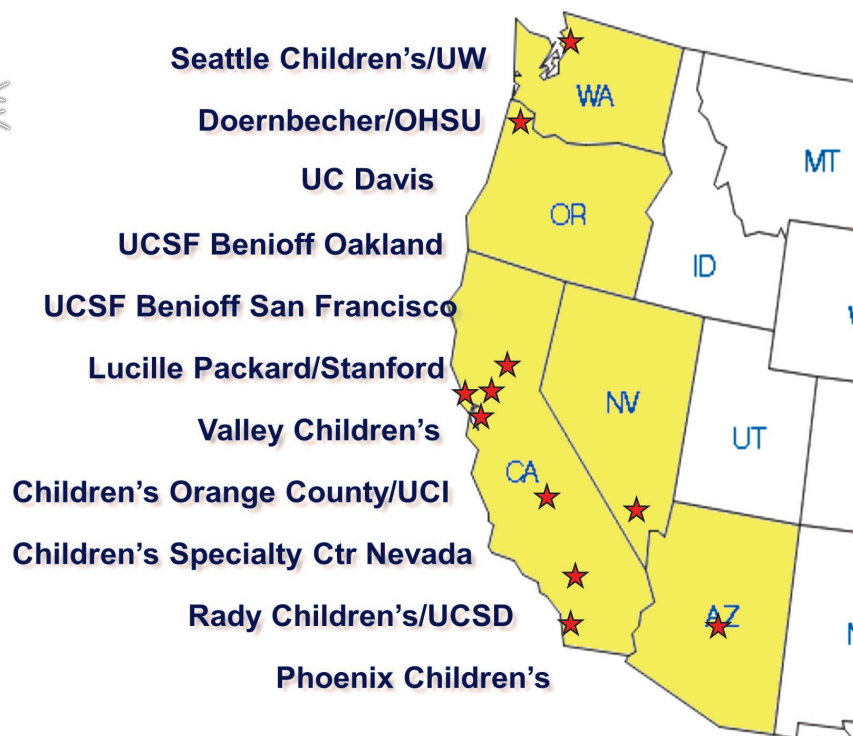 Seattle Children's/UW
Doernbecher/OHSU
UC Davis
UCSF Benioff Oakland
UCSF Benioff San Francisco
Lucille Packard/Stanford
Valley Children's
Children's Orange County/UCI
Children's Specialty Ctr Nevada
Rady Children's/UCSD
Phoenix Children's
WA
MT
OR
ID
NV
UT
CA
AZ